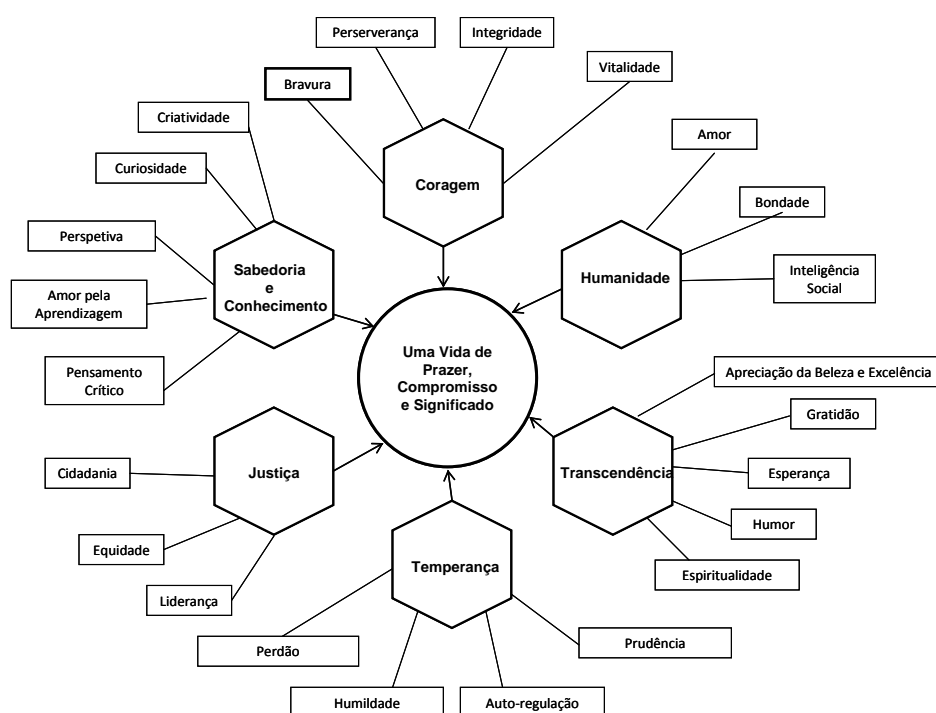 Perserverança
Integridade
Bravura
Vitalidade
Coragem
Criatividade
Curiosidade
Perspetiva
Amor pela
Aprendizagem
Pensamento
Crítico
Sabedoria
e
Conhecimento
Amor
Bondade
Inteligência
Social
Humanidade
Uma Vida de
Prazer,
Compromisso
e Significado
Apreciação da Beleza e Excelência
Gratidão
Esperança
Humor
Espiritualidade
Transcendência
Justiça
Cidadania
Equidade
Liderança
Temperança
Perdão
Humildade
Auto-regulação
Prudência